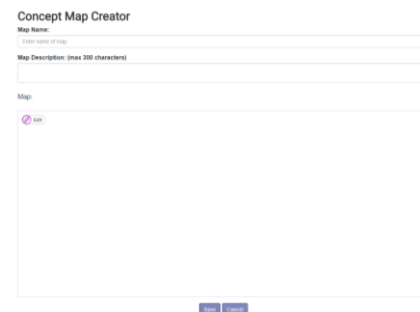 Concept Map Creator
Map Name:
Enter name of map
Map Description: (max 300 characters)
Map:
Edit
Save Cancel